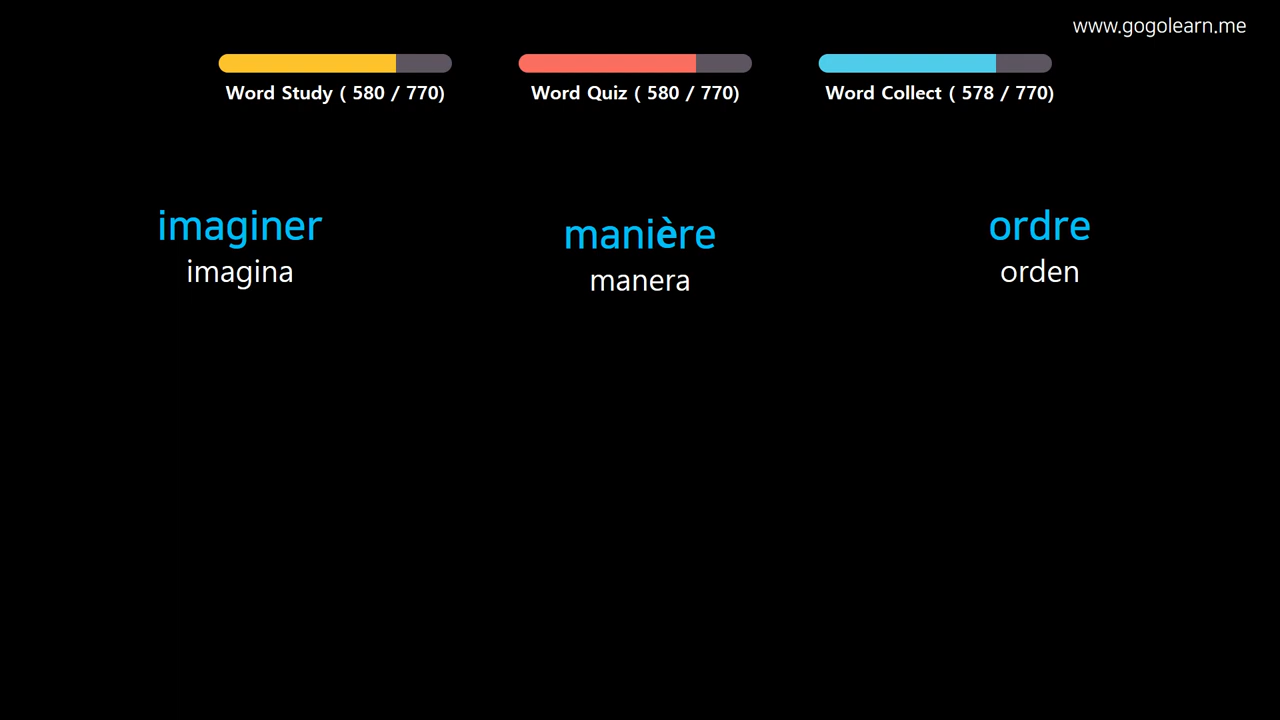 www.gogolearn.me
Word Study ( 580 / 770)
Word Quiz ( 580 / 770)
Word Collect ( 578 / 770)
imaginer
imagina
manière
manera
ordre
orden